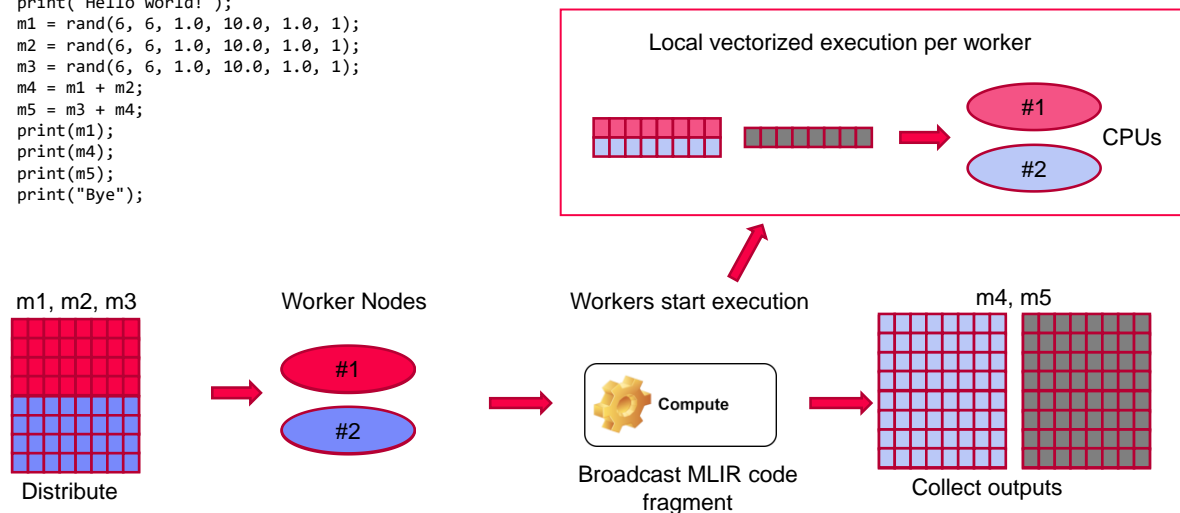 print("Hello world!");
m1 = rand(6, 6, 1.0, 10.0, 1.0, 1);
m2 = rand(6, 6, 1.0, 10.0, 1.0, 1);
m3 = rand(6, 6, 1.0, 10.0, 1.0, 1);
m4 = m1 + m2;
m5 = m3 + m4;
print(m1);
print(m4);
print(m5);
print("Bye");
Local vectorized execution per worker
#1
CPUs
#2
m1, m2, m3
Worker Nodes
Workers start execution
m4, m5
#1
#2
Compute
Distribute
Broadcast MLIR code
fragment
Collect outputs